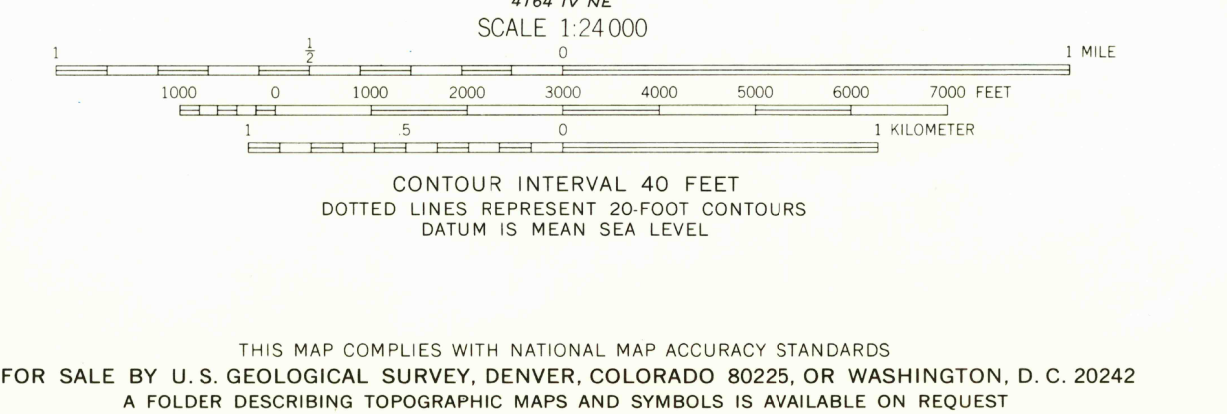 4164 IV NE
SCALE 1:24 000
1 1/2 0 1 MILE
1000 0 1000 2000 3000 4000 5000 6000 7000 FEET
1 .5 0 1 KILOMETER
CONTOUR INTERVAL 40 FEET
DOTTED LINES REPRESENT 20-FOOT CONTOURS
DATUM IS MEAN SEA LEVEL
THIS MAP COMPLIES WITH NATIONAL MAP ACCURACY STANDARDS
FOR SALE BY U. S. GEOLOGICAL SURVEY, DENVER, COLORADO 80225, OR WASHINGTON, D. C. 20242
A FOLDER DESCRIBING TOPOGRAPHIC MAPS AND SYMBOLS IS AVAILABLE ON REQUEST